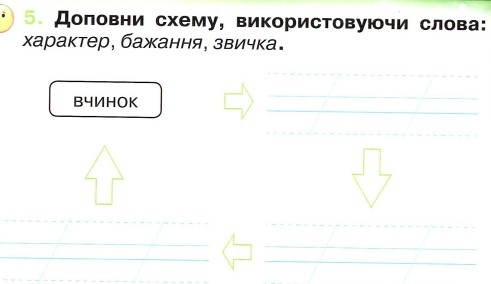 5. Доповни схему, використовуючи слова:
характер, бажання, звичка.
вчинок